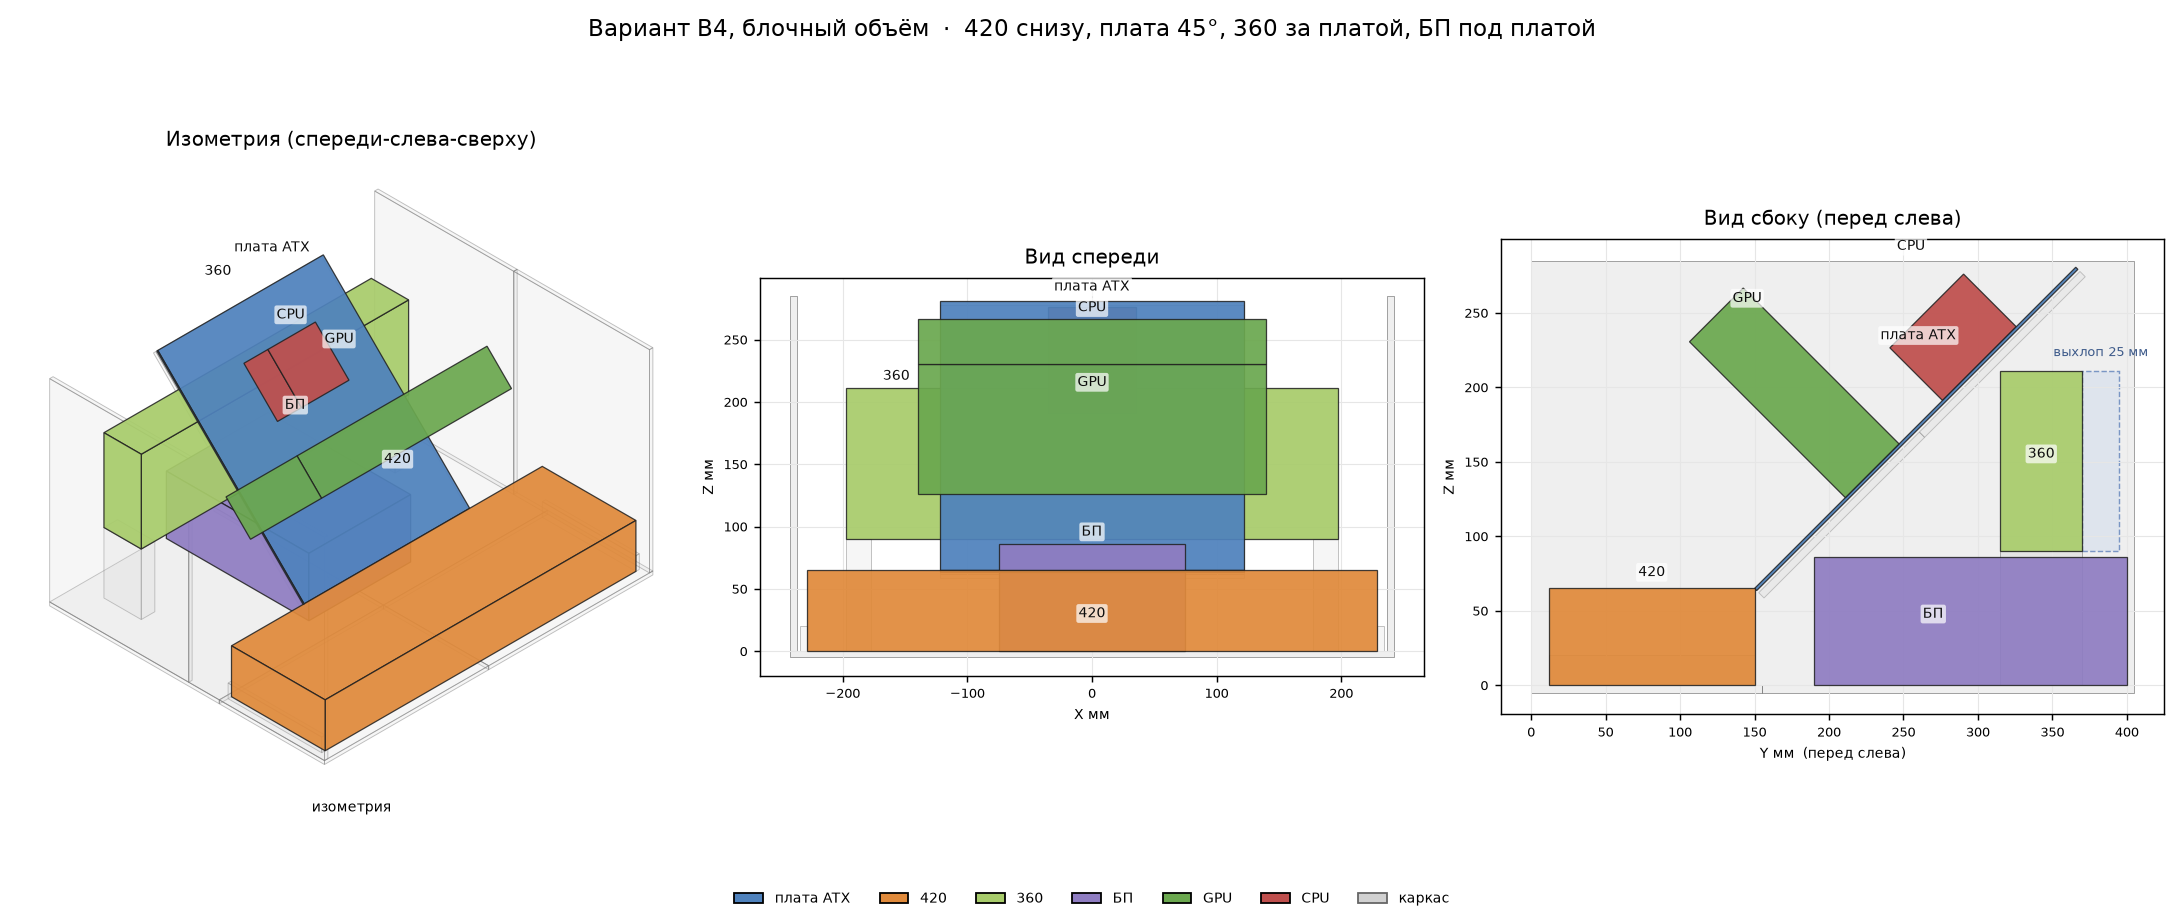 Вариант B4, блочный объём · 420 снизу, плата 45°, 360 за платой, БП под платой
Изометрия (спереди-слева-сверху)
плата ATX
360
CPU
GPU
БП
420
изометрия
Вид спереди
плата ATX
CPU
360
GPU
БП
420
250
200
150
100
50
0
Z мм
−200
−100
0
100
200
X мм
Вид сбоку (перед слева)
CPU
GPU
плата ATX
выхлоп 25 мм
360
420
БП
250
200
150
100
50
0
Z мм
0
50
100
150
200
250
300
350
400
Y мм (перед слева)
плата ATX
420
360
БП
GPU
CPU
каркас